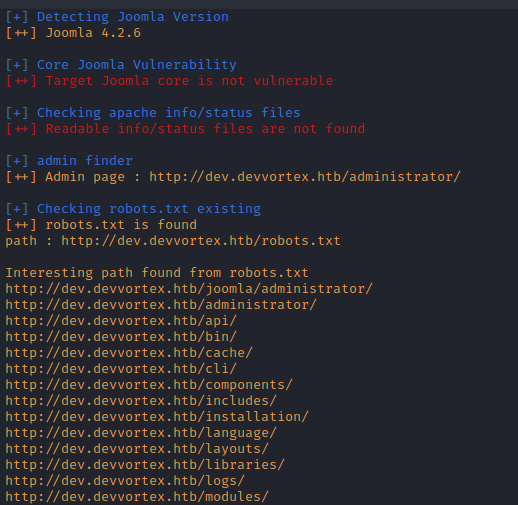 [+] Detecting Joomla Version
[++] Joomla 4.2.6
[+] Core Joomla Vulnerability
[++] Target Joomla core is not vulnerable
[+] Checking apache info/status files
[++] Readable info/status files are not found
[+] admin finder
[++] Admin page : http://dev.devvortex.htb/administrator/
[+] Checking robots.txt existing
[++] robots.txt is found
path : http://dev.devvortex.htb/robots.txt
Interesting path found from robots.txt
http://dev.devvortex.htb/joomla/administrator/
http://dev.devvortex.htb/administrator/
http://dev.devvortex.htb/api/
http://dev.devvortex.htb/bin/
http://dev.devvortex.htb/cache/
http://dev.devvortex.htb/cli/
http://dev.devvortex.htb/components/
http://dev.devvortex.htb/includes/
http://dev.devvortex.htb/installation/
http://dev.devvortex.htb/language/
http://dev.devvortex.htb/layouts/
http://dev.devvortex.htb/libraries/
http://dev.devvortex.htb/logs/
http://dev.devvortex.htb/modules/